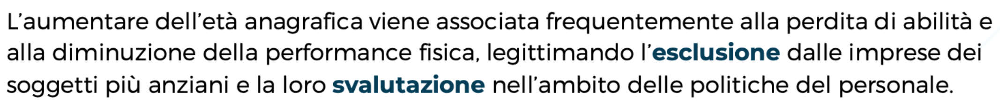 L’aumentare dell’età anagrafica viene associata frequentemente alla perdita di abilità e
alla diminuzione della performance fisica, legittimando l’esclusione dalle imprese dei
soggetti più anziani e la loro svalutazione nell’ambito delle politiche del personale.